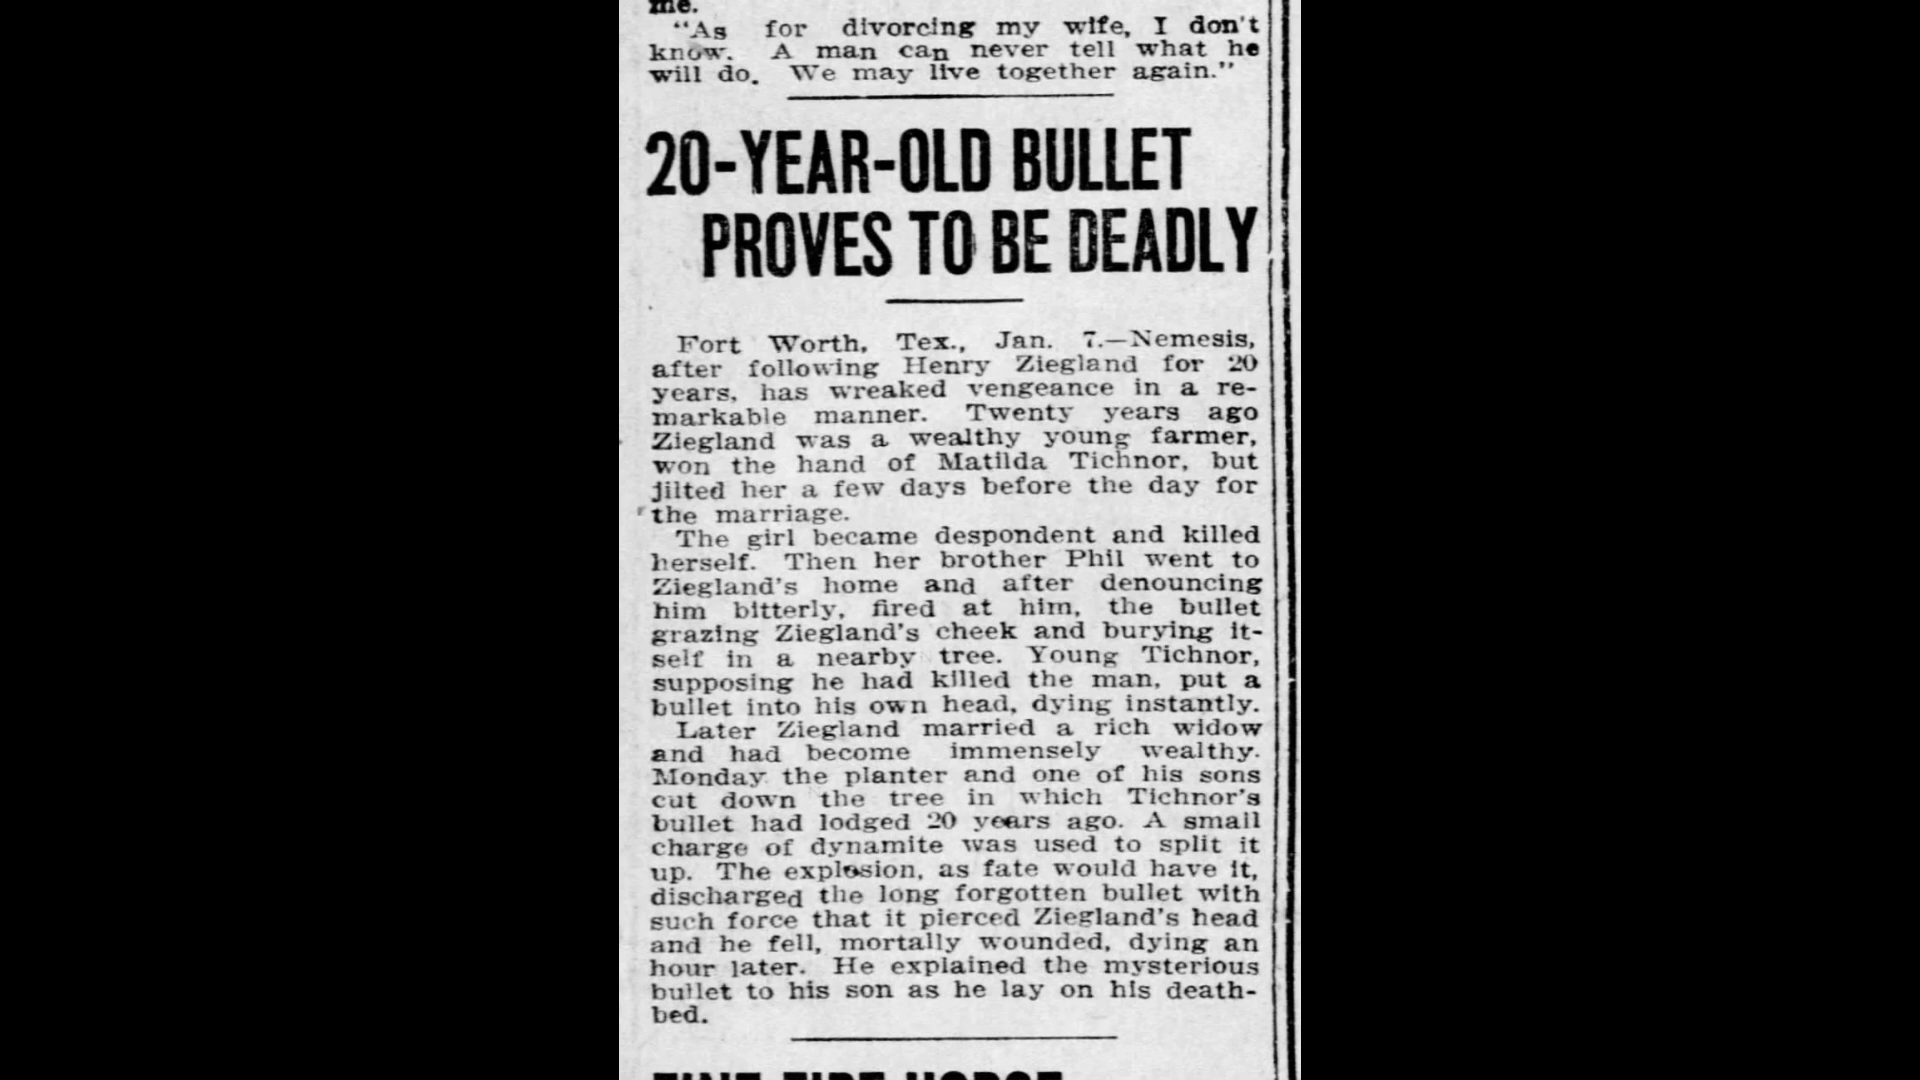 me.
"As for divorcing my wife, I don't
know. A man can never tell what he
will do. We may live together again."
20-YEAR-OLD BULLET
PROVES TO BE DEADLY
Fort Worth, Tex., Jan. 7.—Nemesis,
after following Henry Ziegland for 20
years, has wreaked vengeance in a re-
markable manner. Twenty years ago
Ziegland was a wealthy young farmer,
won the hand of Matilda Tichnor, but
jilted her a few days before the day for
the marriage.
The girl became despondent and killed
herself. Then her brother Phil went to
Ziegland's home and after denouncing
him bitterly, fired at him, the bullet
grazing Ziegland's cheek and burying it-
self in a nearby tree. Young Tichnor,
supposing he had killed the man, put a
bullet into his own head, dying instantly.
Later Ziegland married a rich widow
and had become immensely wealthy.
Monday the planter and one of his sons
cut down the tree in which Tichnor's
bullet had lodged 20 years ago. A small
charge of dynamite was used to split it
up. The explosion, as fate would have it,
discharged the long forgotten bullet with
such force that it pierced Ziegland's head
and he fell, mortally wounded, dying an
hour later. He explained the mysterious
bullet to his son as he lay on his death-
bed.